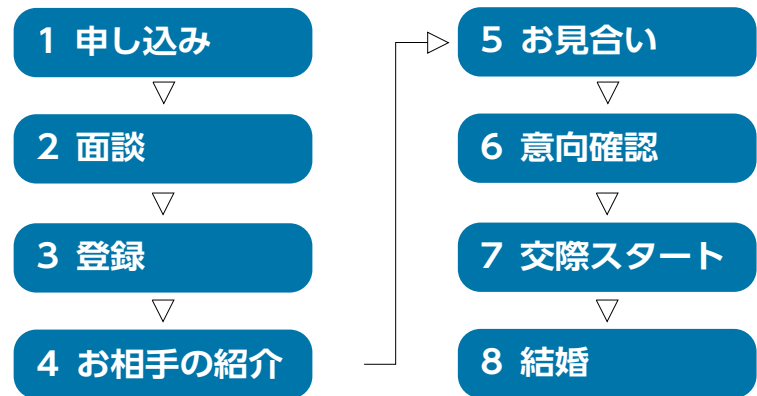 1 申し込み
2 面談
3 登録
4 お相手の紹介
5 お見合い
6 意向確認
7 交際スタート
8 結婚